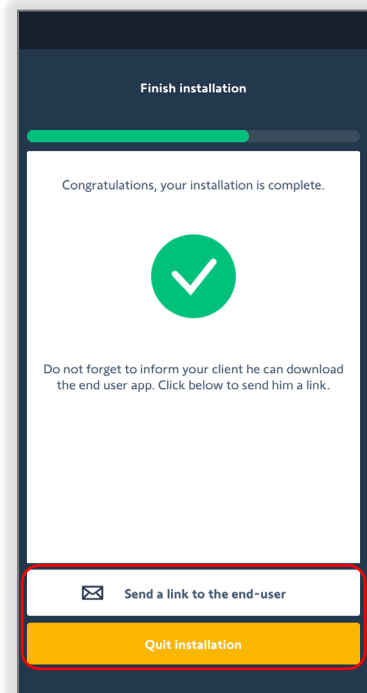 Finish installation
Congratulations, your installation is complete.
Do not forget to inform your client he can download
the end user app. Click below to send him a link.
Send a link to the end-user
Quit installation